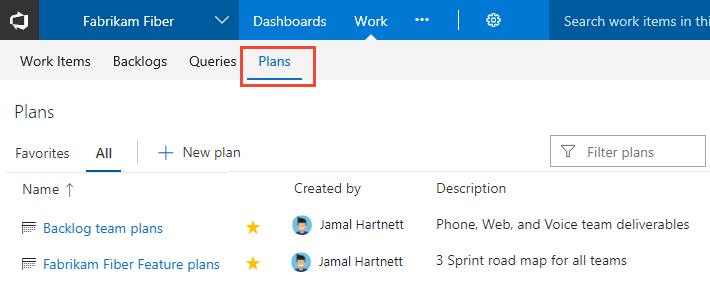 Fabrikam Fiber Dashboards Work ••• Search work items in thi
Work Items Backlogs Queries Plans
Plans
Favorites All + New plan Filter plans
Name ↑ Created by Description
Backlog team plans Jamal Hartnett Phone, Web, and Voice team deliverables
Fabrikam Fiber Feature plans Jamal Hartnett 3 Sprint road map for all teams